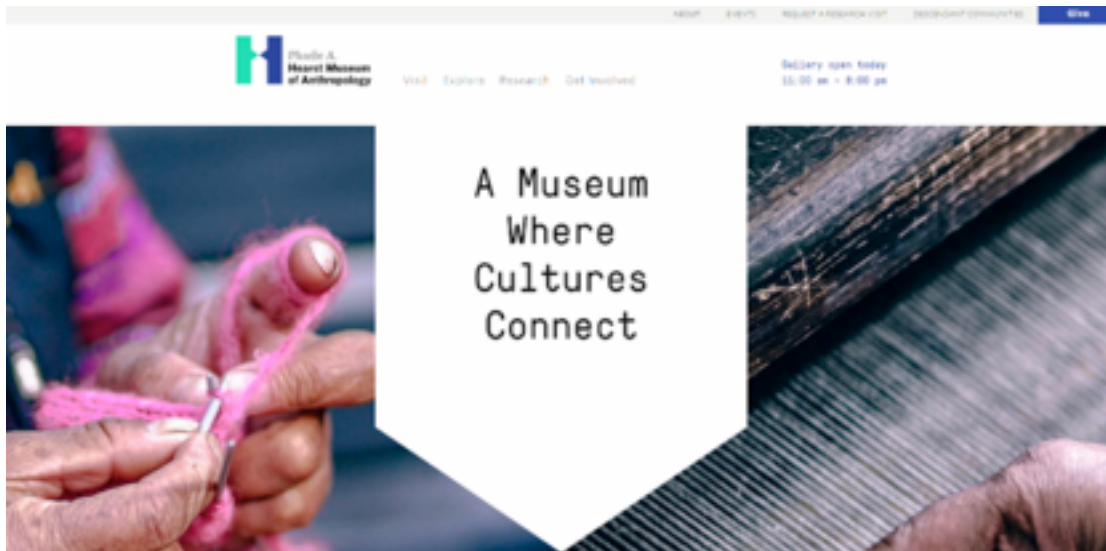 ABOUT EVENTS REQUEST A RESEARCH VISIT DESCENDANT COMMUNITIES Give
Phoebe A.
Hearst Museum
of Anthropology
Visit Explore Research Get Involved
Gallery open today
11:00 am - 8:00 pm
A Museum
Where
Cultures
Connect